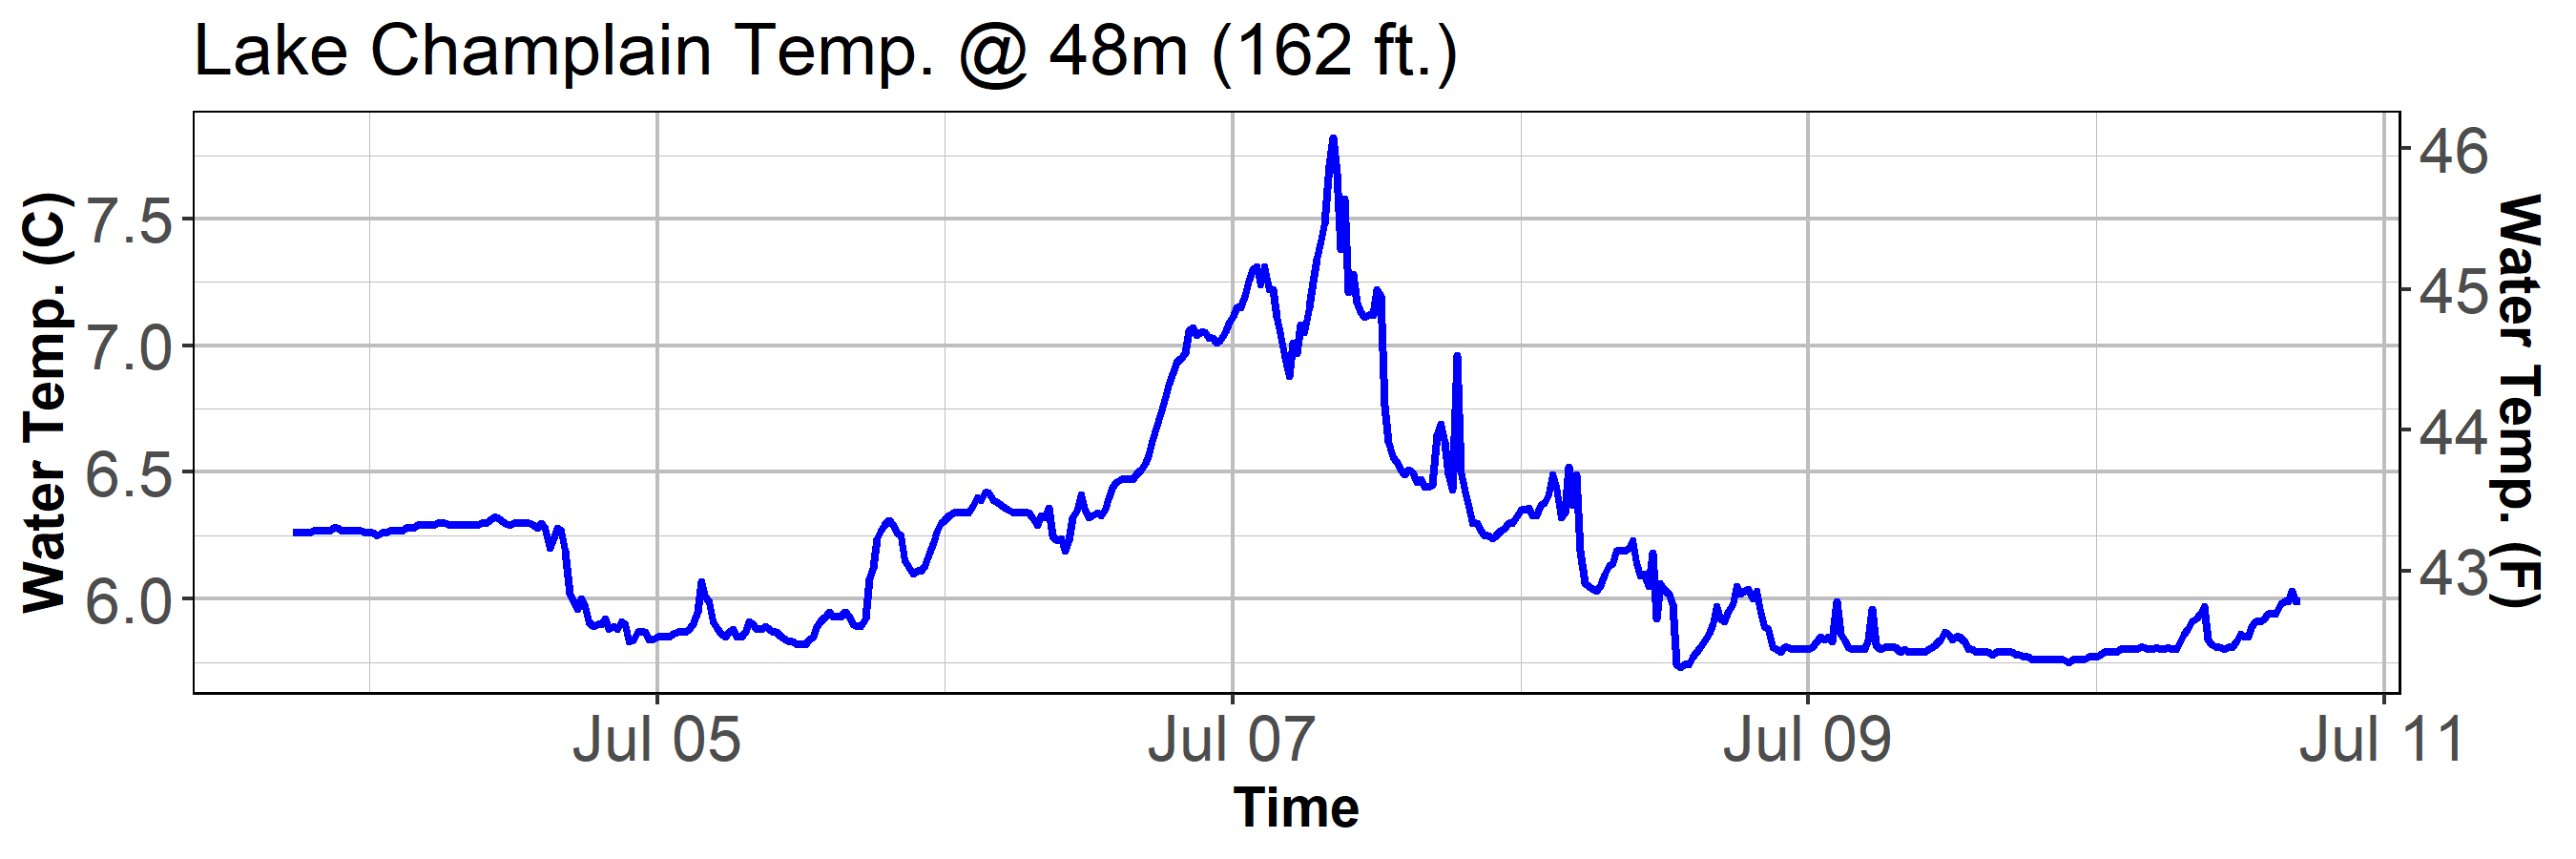 Lake Champlain Temp. @ 48m (162 ft.)
Water Temp. (C)
7.5
7.0
6.5
6.0
46
45
44
43
Water Temp. (F)
Jul 05 Jul 07 Jul 09 Jul 11
Time